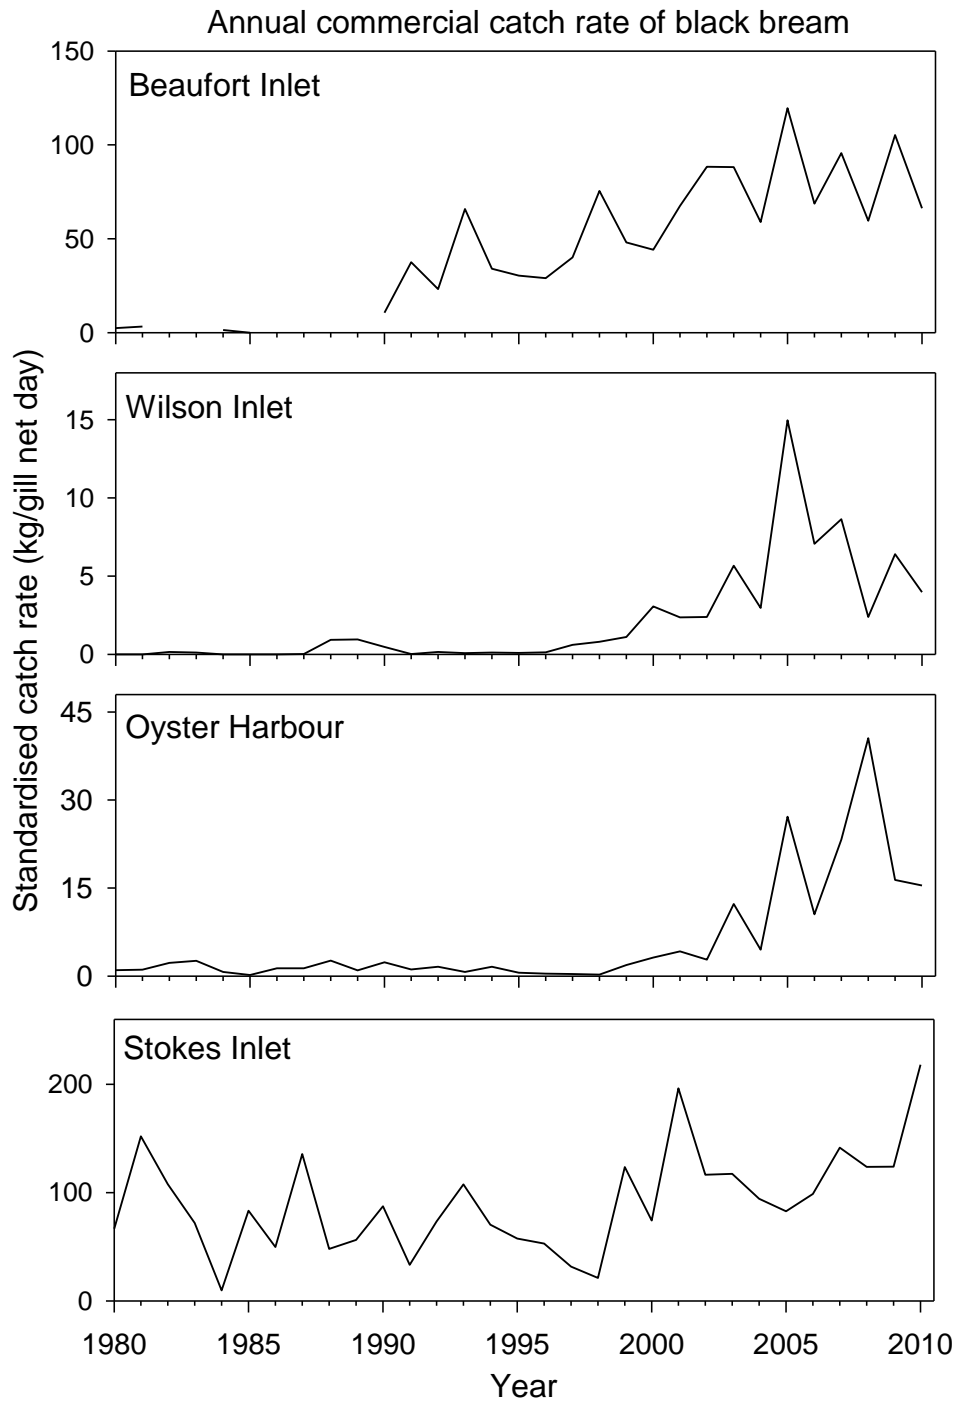 Annual commercial catch rate of black bream
Standardised catch rate (kg/gill net day)
150
Beaufort Inlet
100
50
0
Wilson Inlet
15
10
5
0
45
Oyster Harbour
30
15
0
Stokes Inlet
200
100
0
1980 1985 1990 1995 2000 2005 2010
Year